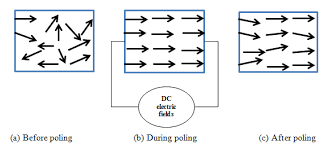 DC
electric
fields
(a) Before poling
(b) During poling
(c) After poling